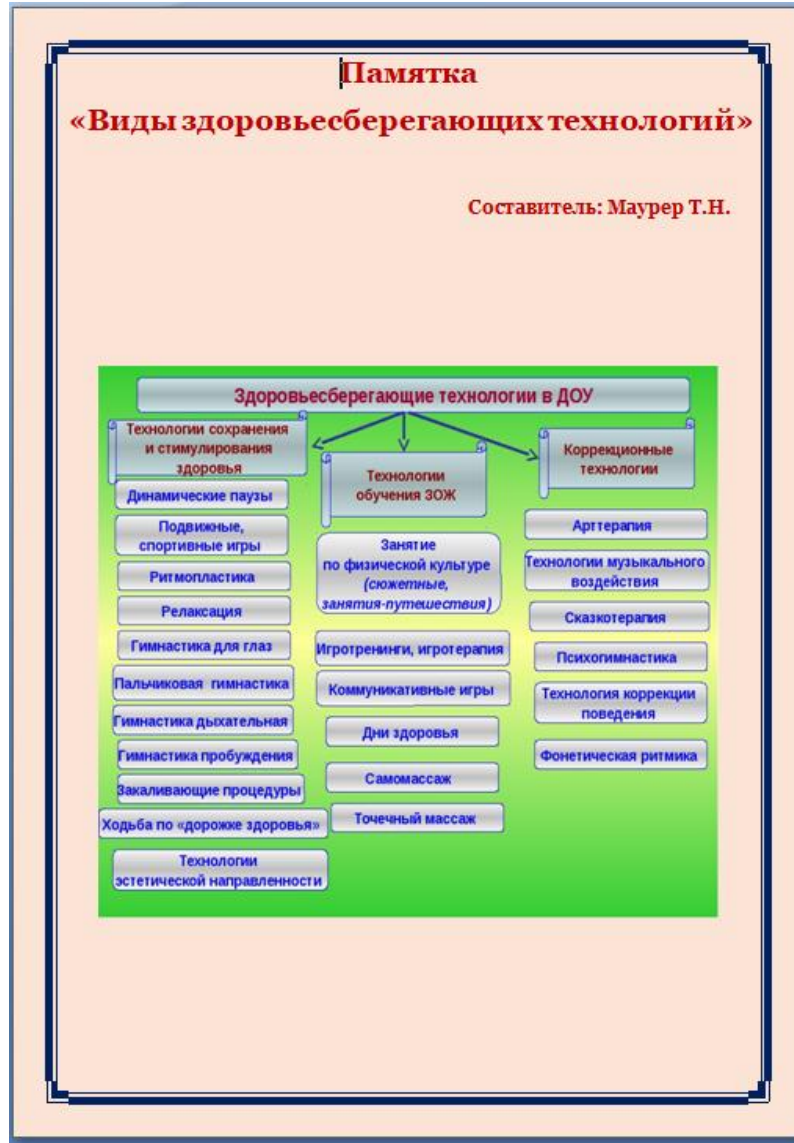 Памятка
«Виды здоровьесберегающих технологий»
Составитель: Маурер Т.Н.
Здоровьесберегающие технологии в ДОУ
Технологии сохранения
и стимулирования
здоровья
Динамические паузы
Подвижные,
спортивные игры
Ритмопластика
Релаксация
Гимнастика для глаз
Пальчиковая гимнастика
Гимнастика дыхательная
Гимнастика пробуждения
Закаливающие процедуры
Ходьба по «дорожке здоровья»
Технологии
эстетической направленности
Технологии
обучения ЗОЖ
Занятие
по физической культуре
(сюжетные,
занятия-путешествия)
Игротренинги, игротерапия
Коммуникативные игры
Дни здоровья
Самомассаж
Точечный массаж
Коррекционные
технологии
Арттерапия
Технологии музыкального
воздействия
Сказкотерапия
Психогимнастика
Технология коррекции
поведения
Фонетическая ритмика